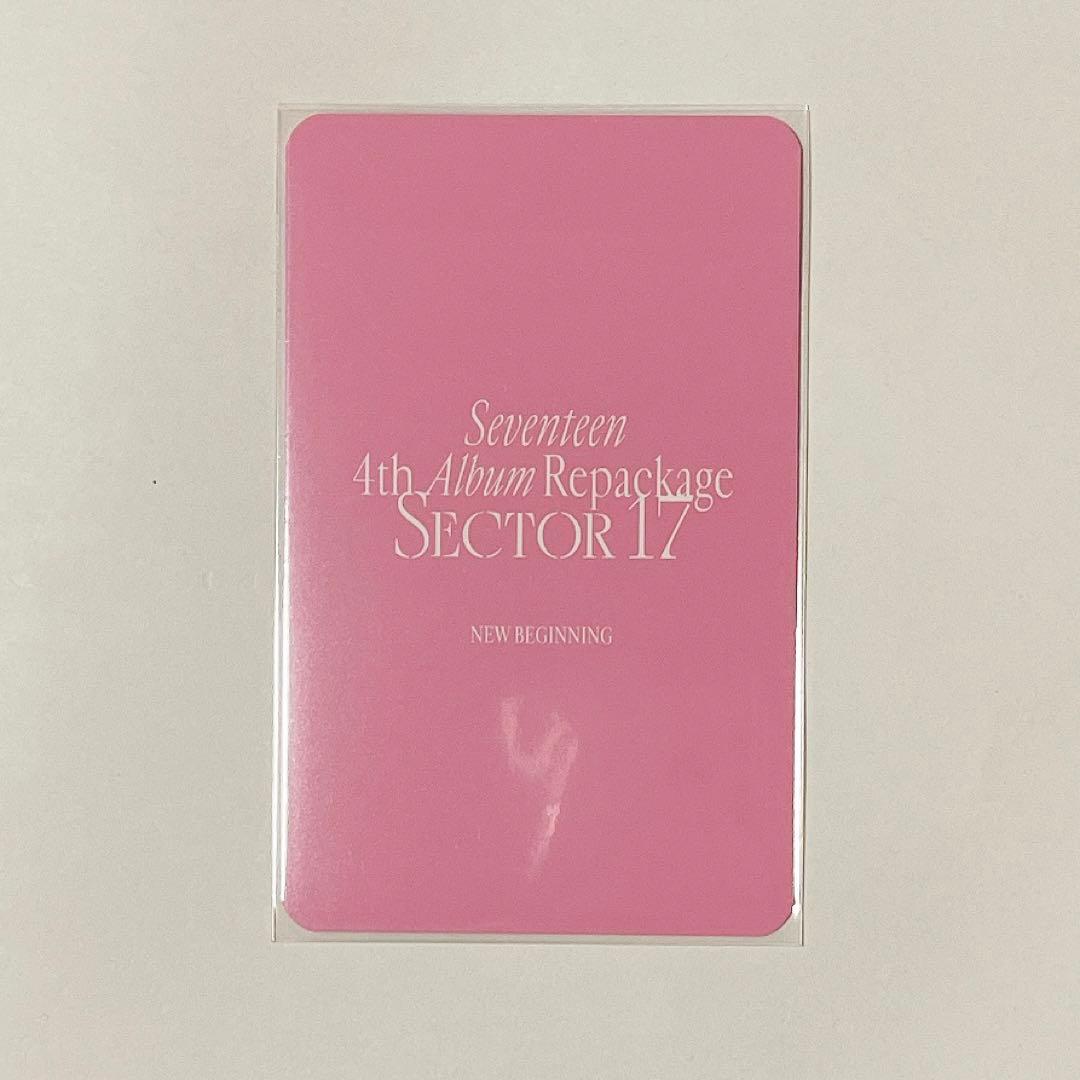 Seventeen
4th Album Repackage
SECTOR 17
NEW BEGINNING